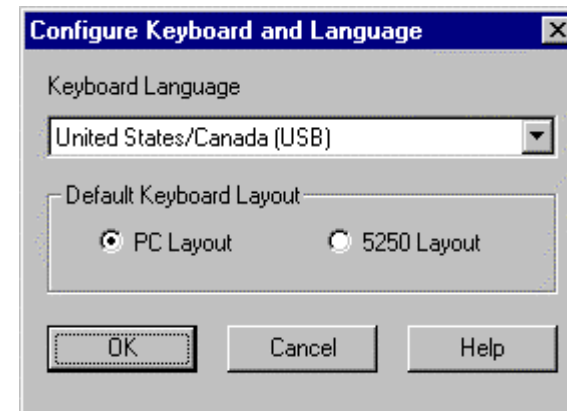 Configure Keyboard and Language
Keyboard Language
United States/Canada (USB)
Default Keyboard Layout
PC Layout 5250 Layout
OK Cancel Help